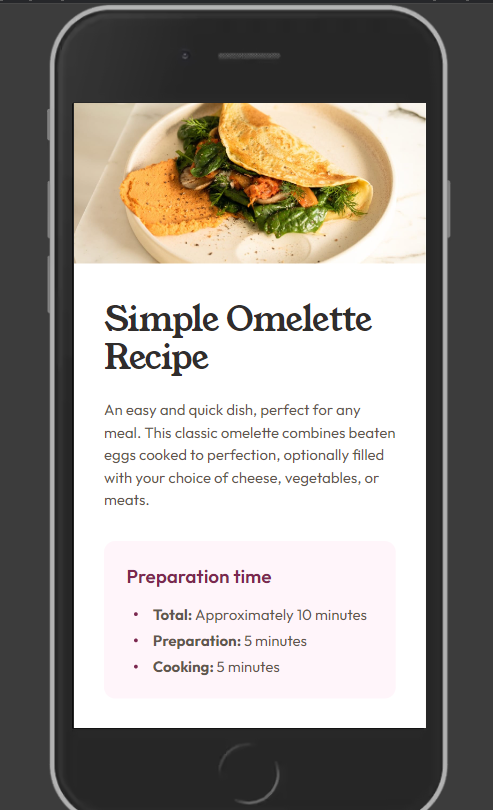 Simple Omelette
Recipe
An easy and quick dish, perfect for any
meal. This classic omelette combines beaten
eggs cooked to perfection, optionally filled
with your choice of cheese, vegetables, or
meats.
Preparation time
• Total: Approximately 10 minutes
• Preparation: 5 minutes
• Cooking: 5 minutes